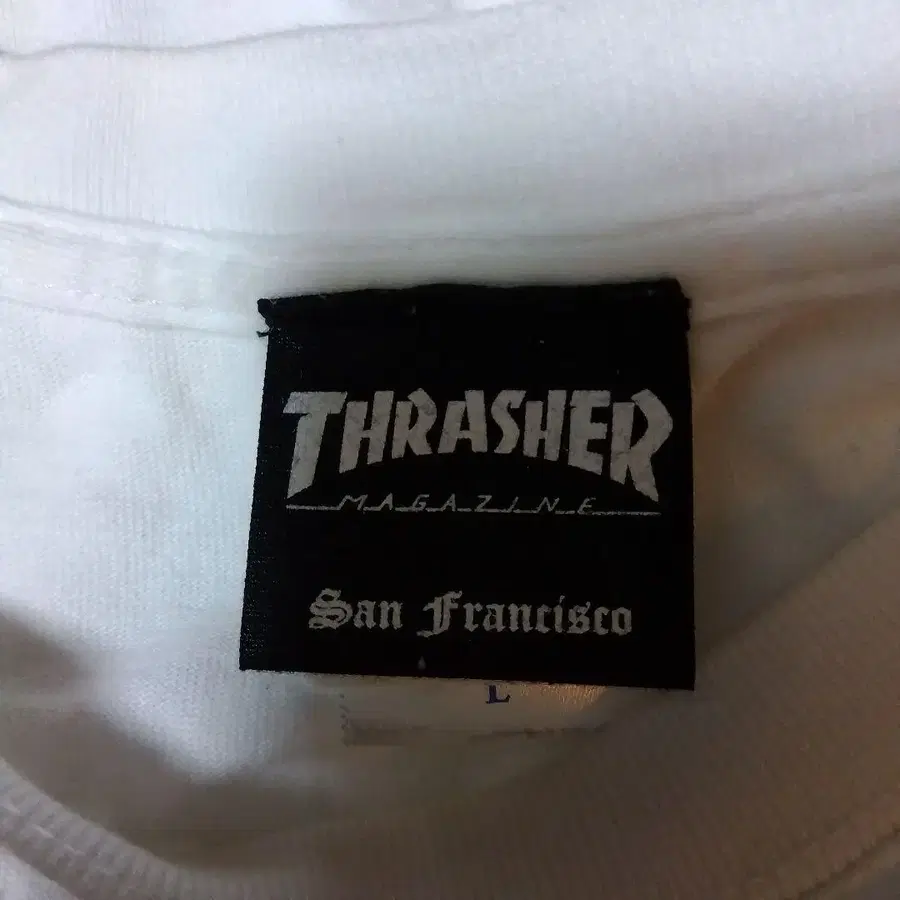 THRASHER
MAGAZINE
San Francisco
L